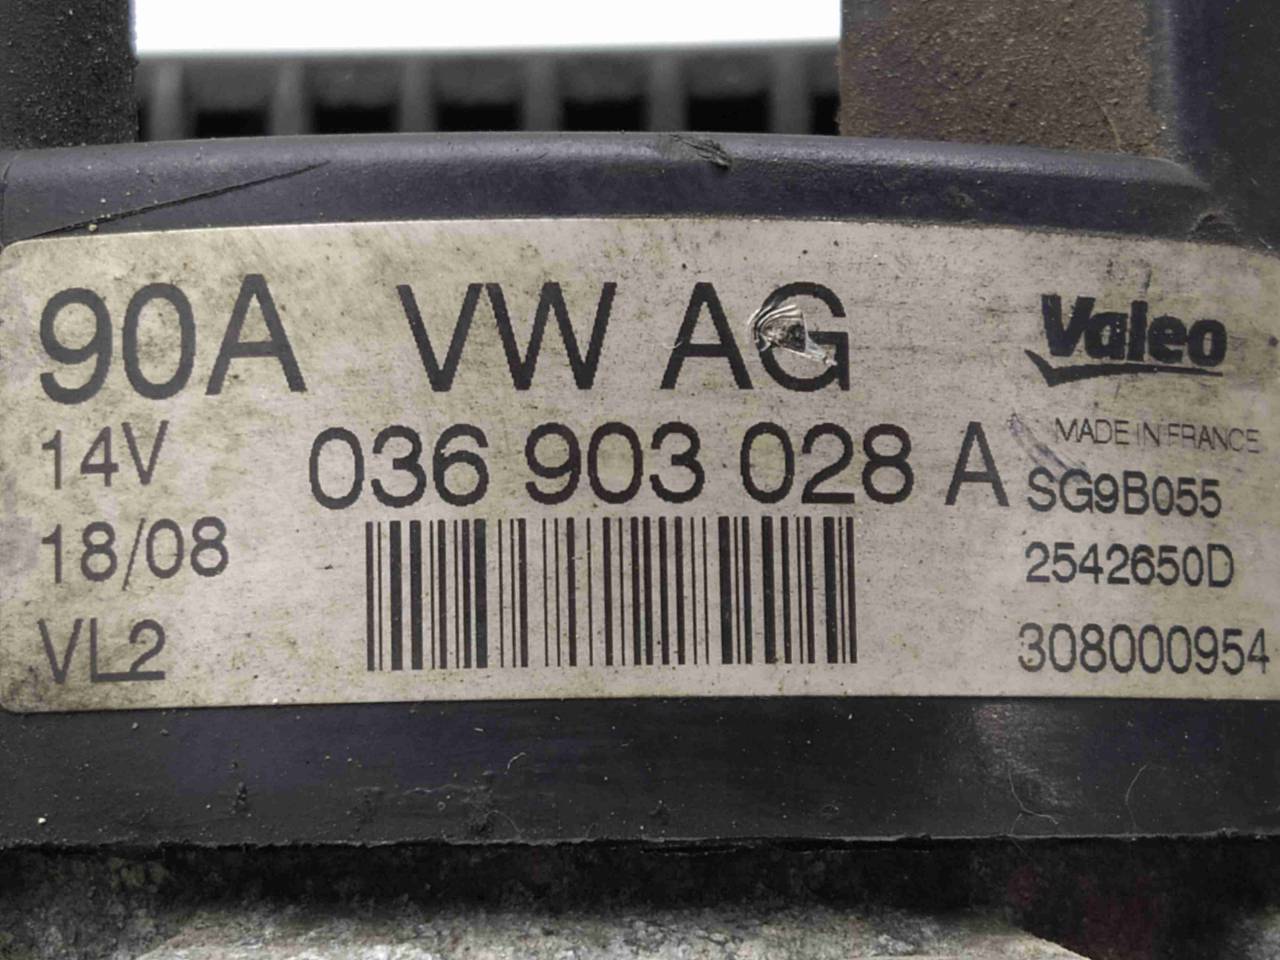 90A VW AG
Valeo
14V 036 903 028 A
MADE IN FRANCE
SG9B055
18/08
2542650D
VL2
308000954